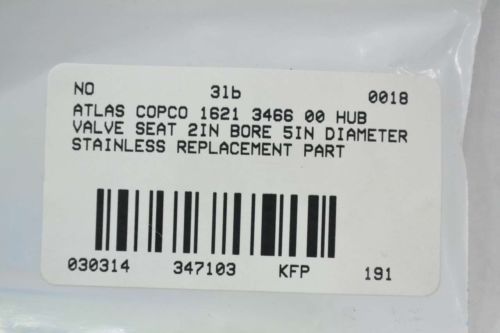 NO 31b 0018
ATLAS COPCO 1621 3466 00 HUB
VALVE SEAT 2IN BORE 5IN DIAMETER
STAINLESS REPLACEMENT PART
030314 347103 KFP 191